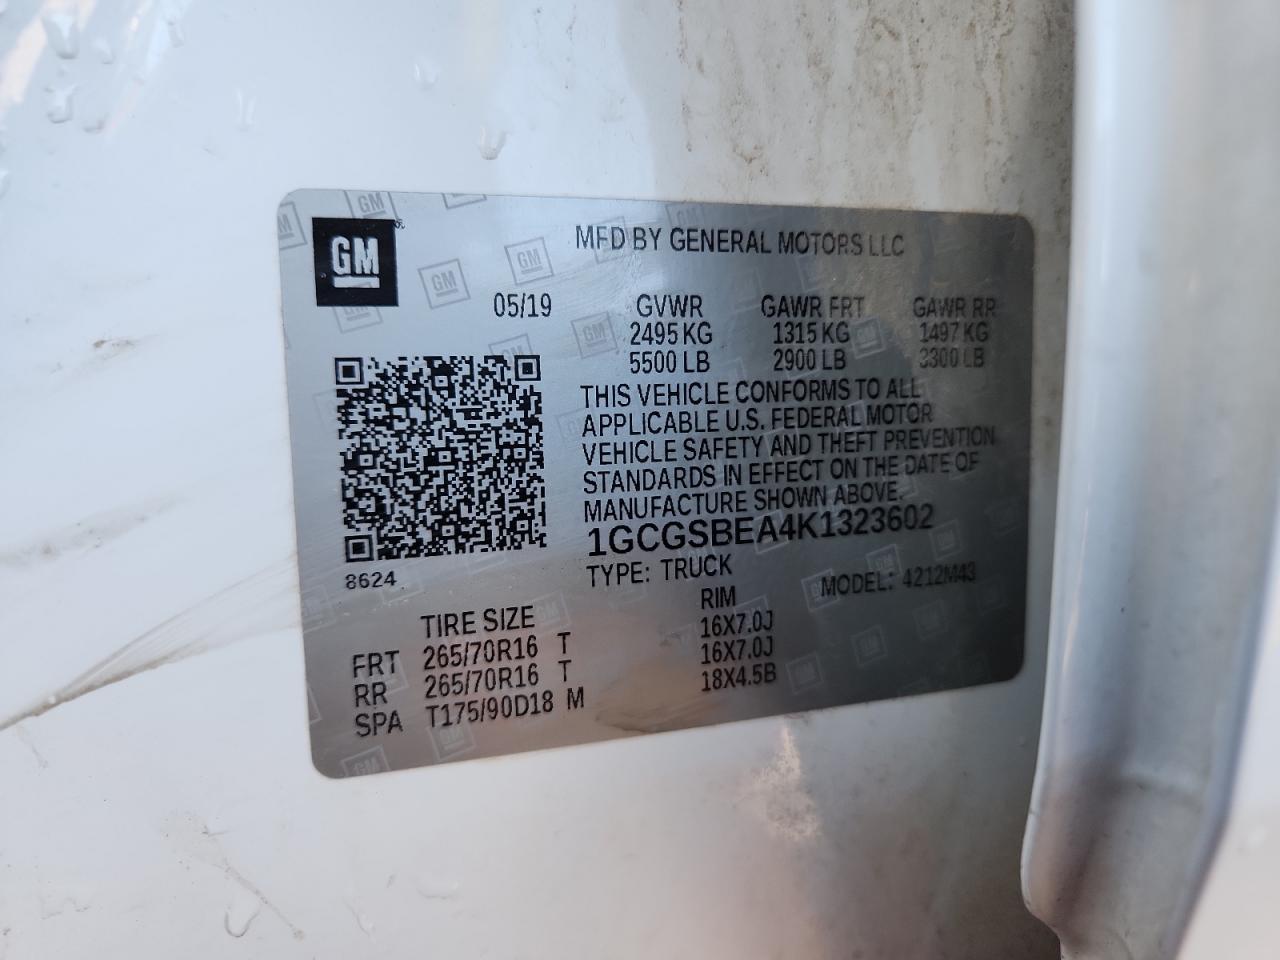 GM
MFD BY GENERAL MOTORS LLC
05/19 GVWR GAWR FRT GAWR RR
2495 KG 1315 KG 1497 KG
5500 LB 2900 LB 3300 LB
THIS VEHICLE CONFORMS TO ALL
APPLICABLE U.S. FEDERAL MOTOR
VEHICLE SAFETY AND THEFT PREVENTION
STANDARDS IN EFFECT ON THE DATE OF
MANUFACTURE SHOWN ABOVE.
1GCGSBEA4K1323602
8624 TYPE: TRUCK MODEL: 4212M43
TIRE SIZE RIM
FRT 265/70R16 T 16X7.0J
RR 265/70R16 T 16X7.0J
SPA T175/90D18 M 18X4.5B